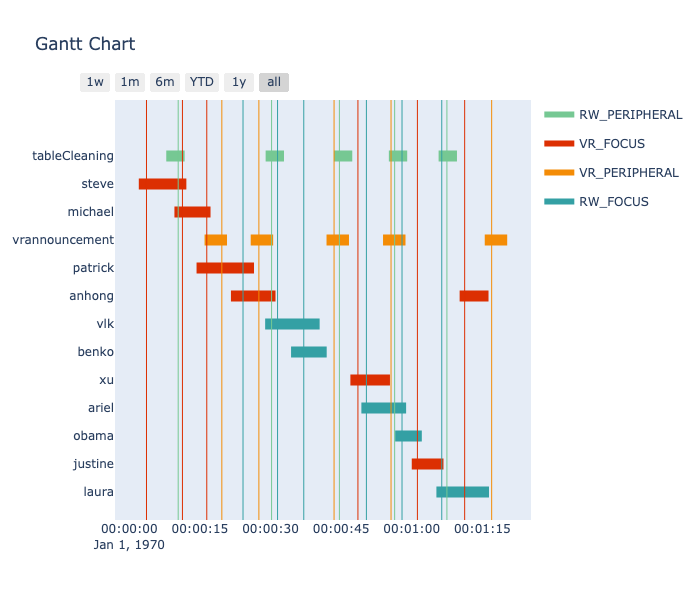 Gantt Chart
1w 1m 6m YTD 1y all
RW_PERIPHERAL
VR_FOCUS
VR_PERIPHERAL
RW_FOCUS
tableCleaning
steve
michael
vrannouncement
patrick
anhong
vlk
benko
xu
ariel
obama
justine
laura
00:00:00 00:00:15 00:00:30 00:00:45 00:01:00 00:01:15
Jan 1, 1970